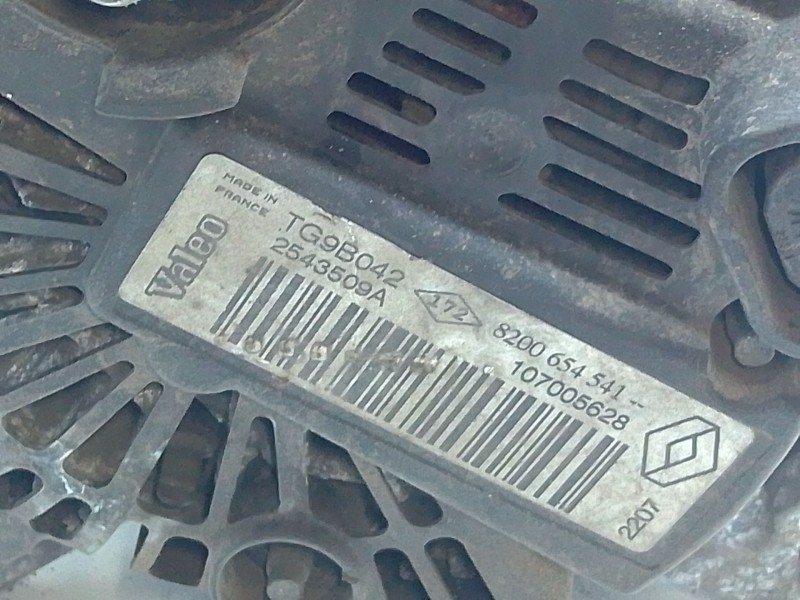 MADE IN
FRANCE
Valeo
TG9B042
2543509A
172
8200 654 541 --
107005628
2207